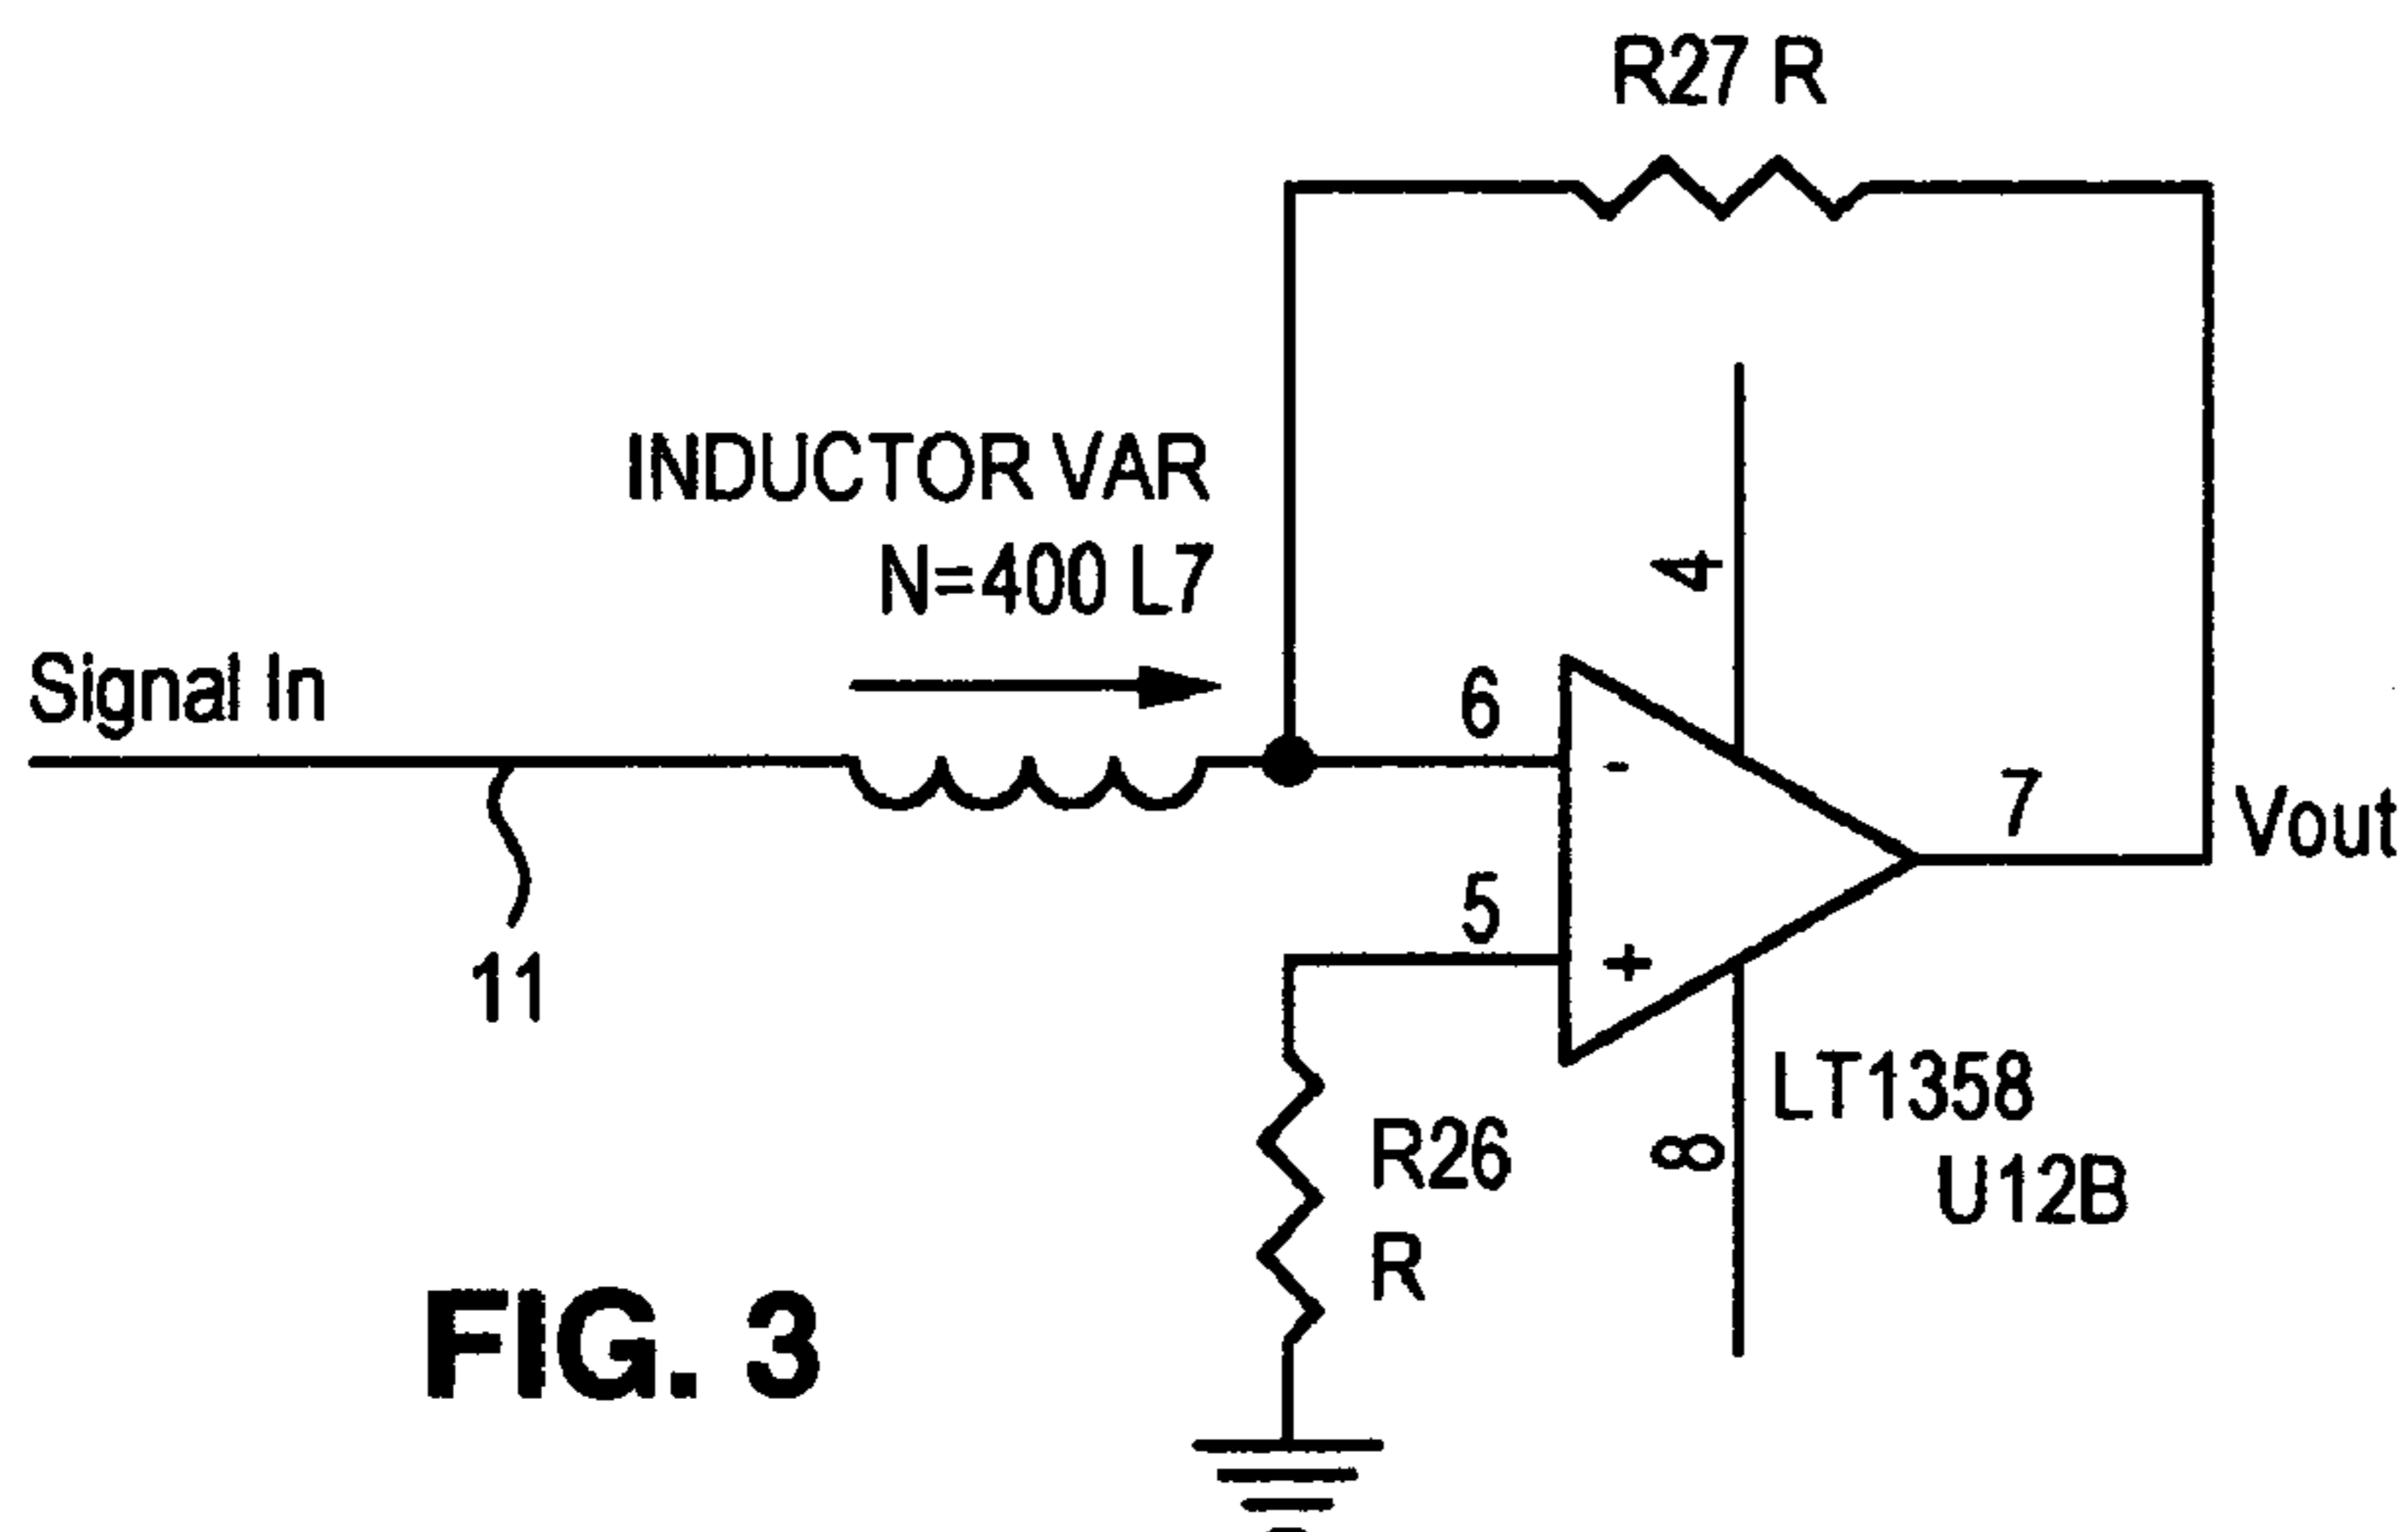 R27 R
INDUCTOR VAR
N=400 L7
4
Signal In
6
-
7
Vout
5
+
11
LT1358
8
U12B
R26
R
FIG. 3